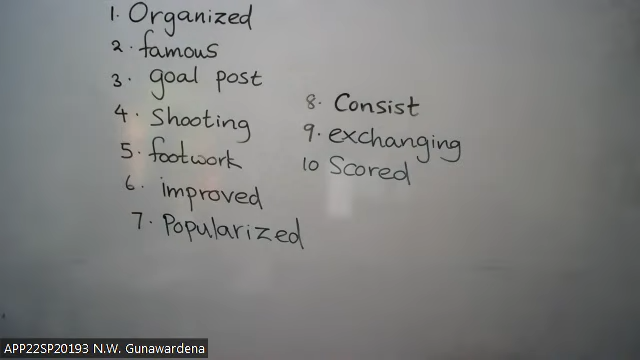 1. Organized
2. famous
3. goal post
4. Shooting
5. footwork
6. improved
7. Popularized
8. Consist
9. exchanging
10 Scored
APP22SP20193 N.W. Gunawardena